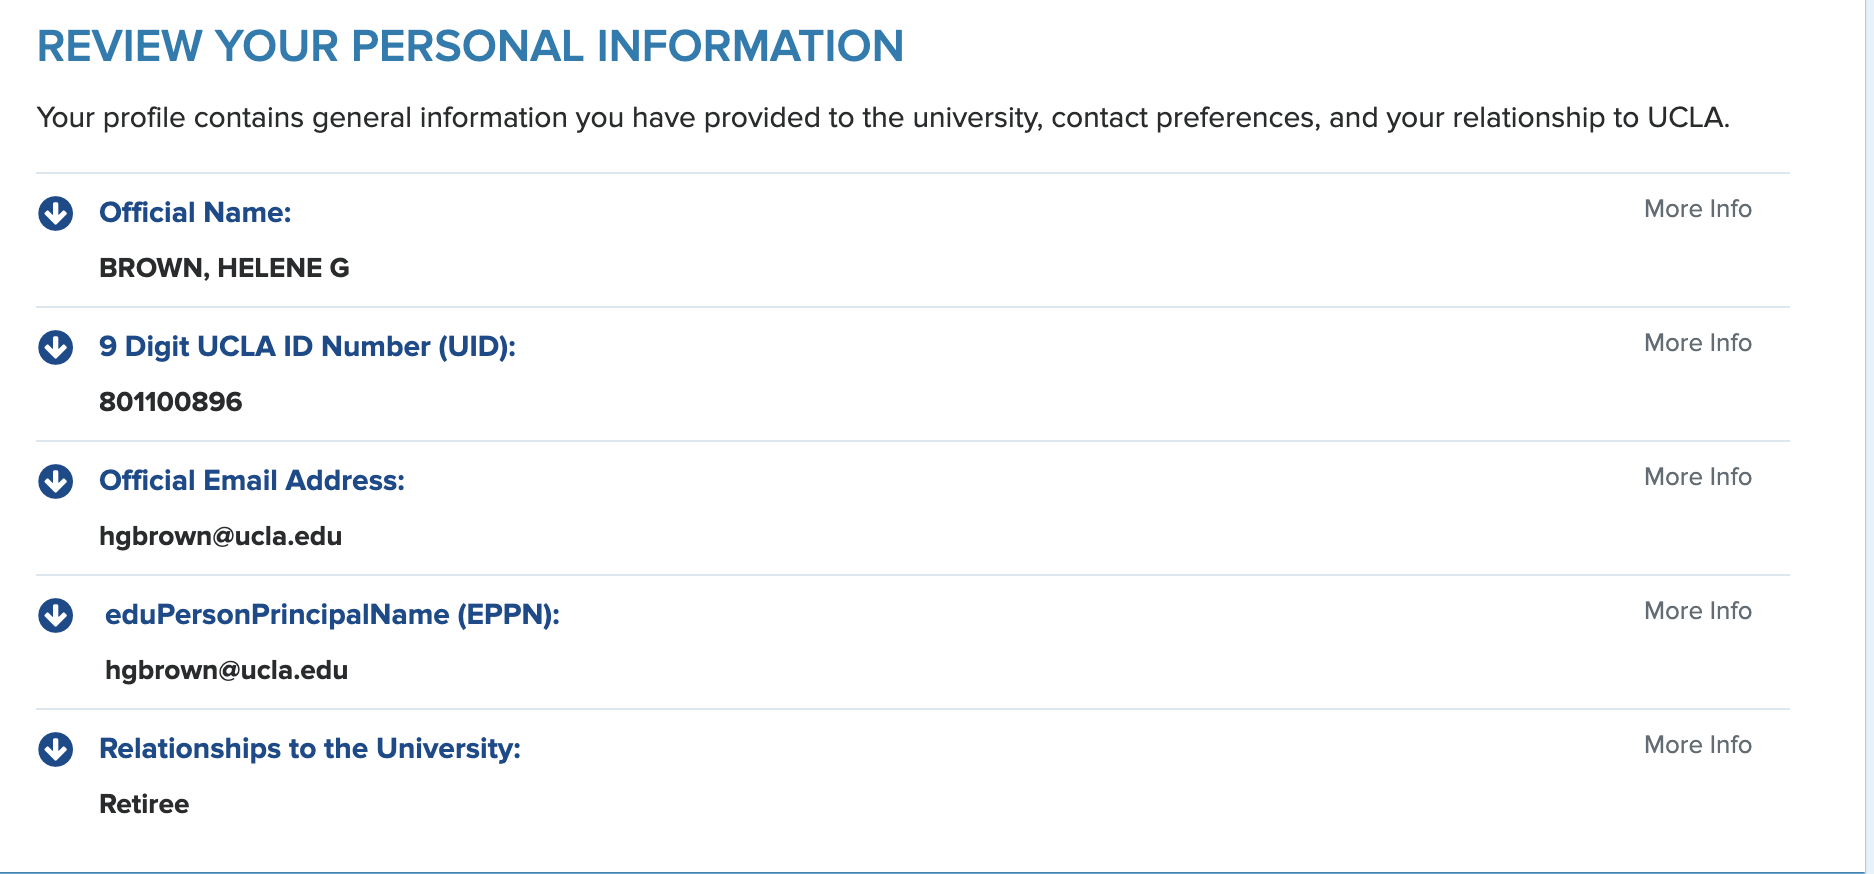 REVIEW YOUR PERSONAL INFORMATION
Your profile contains general information you have provided to the university, contact preferences, and your relationship to UCLA.
Official Name:
More Info
BROWN, HELENE G
9 Digit UCLA ID Number (UID):
More Info
801100896
Official Email Address:
More Info
hgbrown@ucla.edu
eduPersonPrincipalName (EPPN):
More Info
hgbrown@ucla.edu
Relationships to the University:
More Info
Retiree